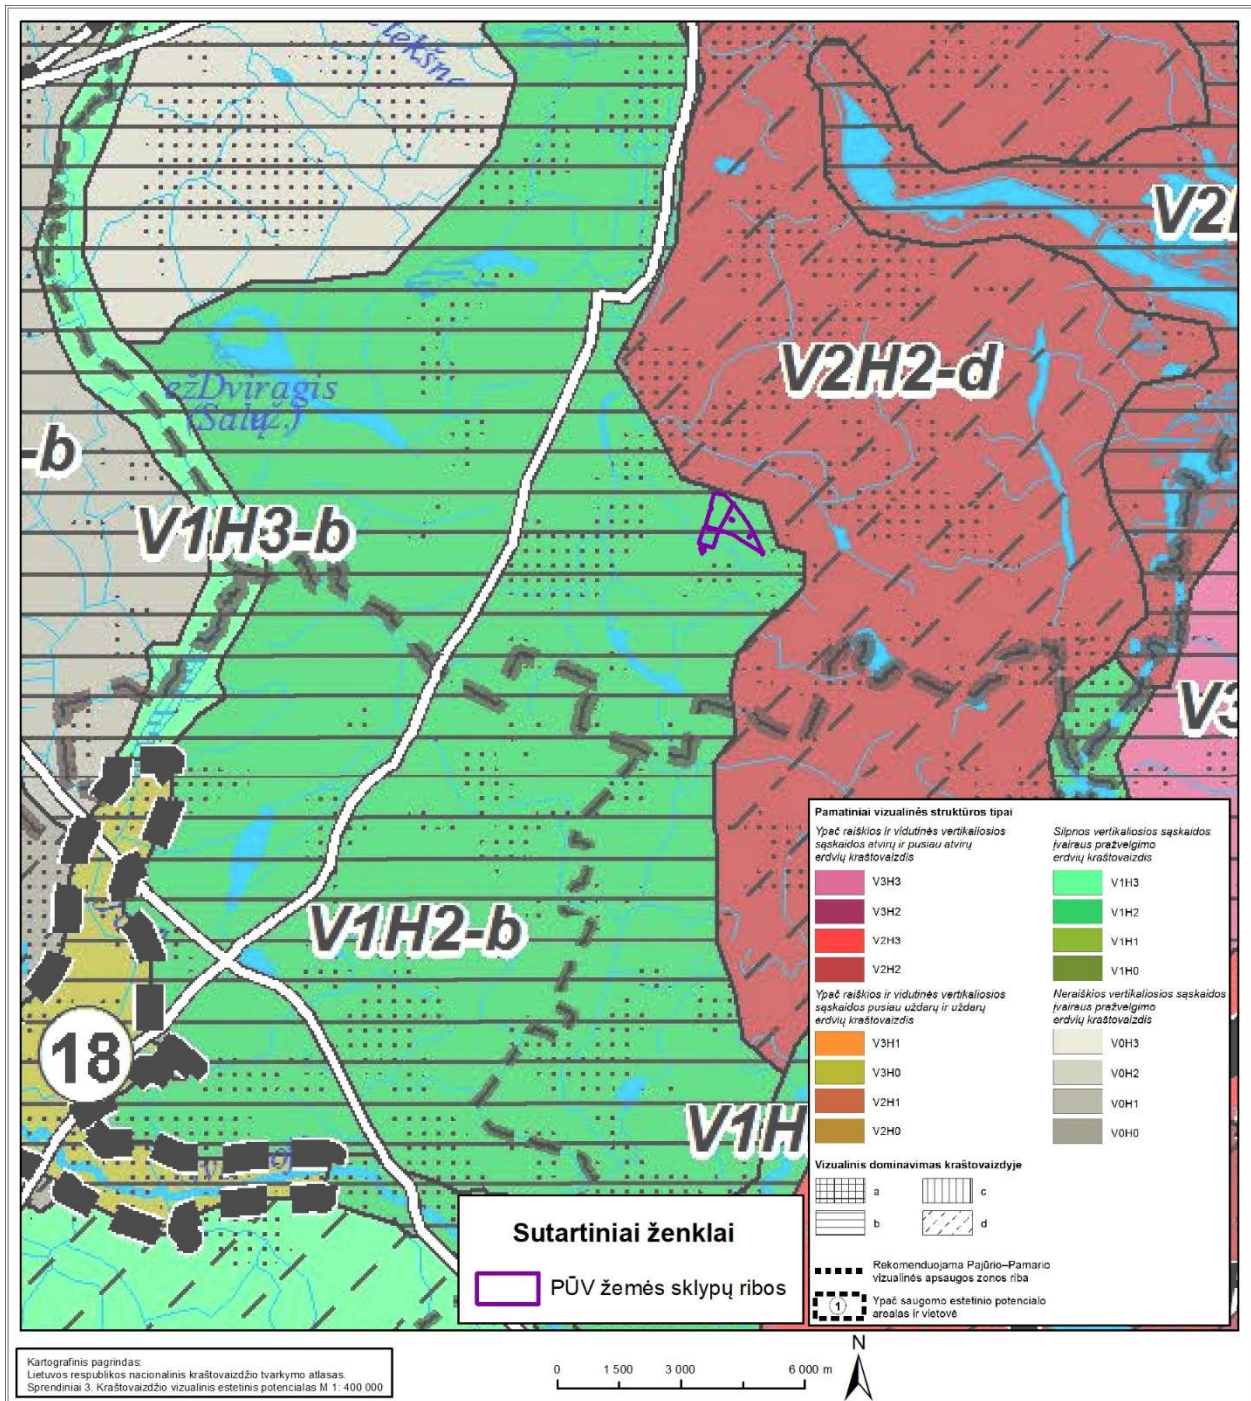 ežDviragis
(Salų ž.)
V2H2-d
-b
V1H3-b
V1H2-b
18
V1H
Pamatiniai vizualinės struktūros tipai
Ypač raiškios ir vidutinės vertikaliosios
sąskaidos atvirų ir pusiau atvirų
erdvių kraštovaizdis
V3H3
V3H2
V2H3
V2H2
Silpnos vertikaliosios sąskaidos
įvairaus pražvelgimo
erdvių kraštovaizdis
V1H3
V1H2
V1H1
V1H0
Ypač raiškios ir vidutinės vertikaliosios
sąskaidos pusiau uždarų ir uždarų
erdvių kraštovaizdis
V3H1
V3H0
V2H1
V2H0
Neraiškios vertikaliosios sąskaidos
įvairaus pražvelgimo
erdvių kraštovaizdis
V0H3
V0H2
V0H1
V0H0
Vizualinis dominavimas kraštovaizdyje
a
c
b
d
Rekomenduojama Pajūrio–Pamario
vizualinės apsaugos zonos riba
1
Ypač saugomo estetinio potencialo
arealas ir vietovė
Sutartiniai ženklai
PŪV žemės sklypų ribos
Kartografinis pagrindas:
Lietuvos respublikos nacionalinis kraštovaizdžio tvarkymo atlasas.
Sprendiniai 3. Kraštovaizdžio vizualinis estetinis potencialas M 1: 400 000
0 1 500 3 000 6 000 m
N